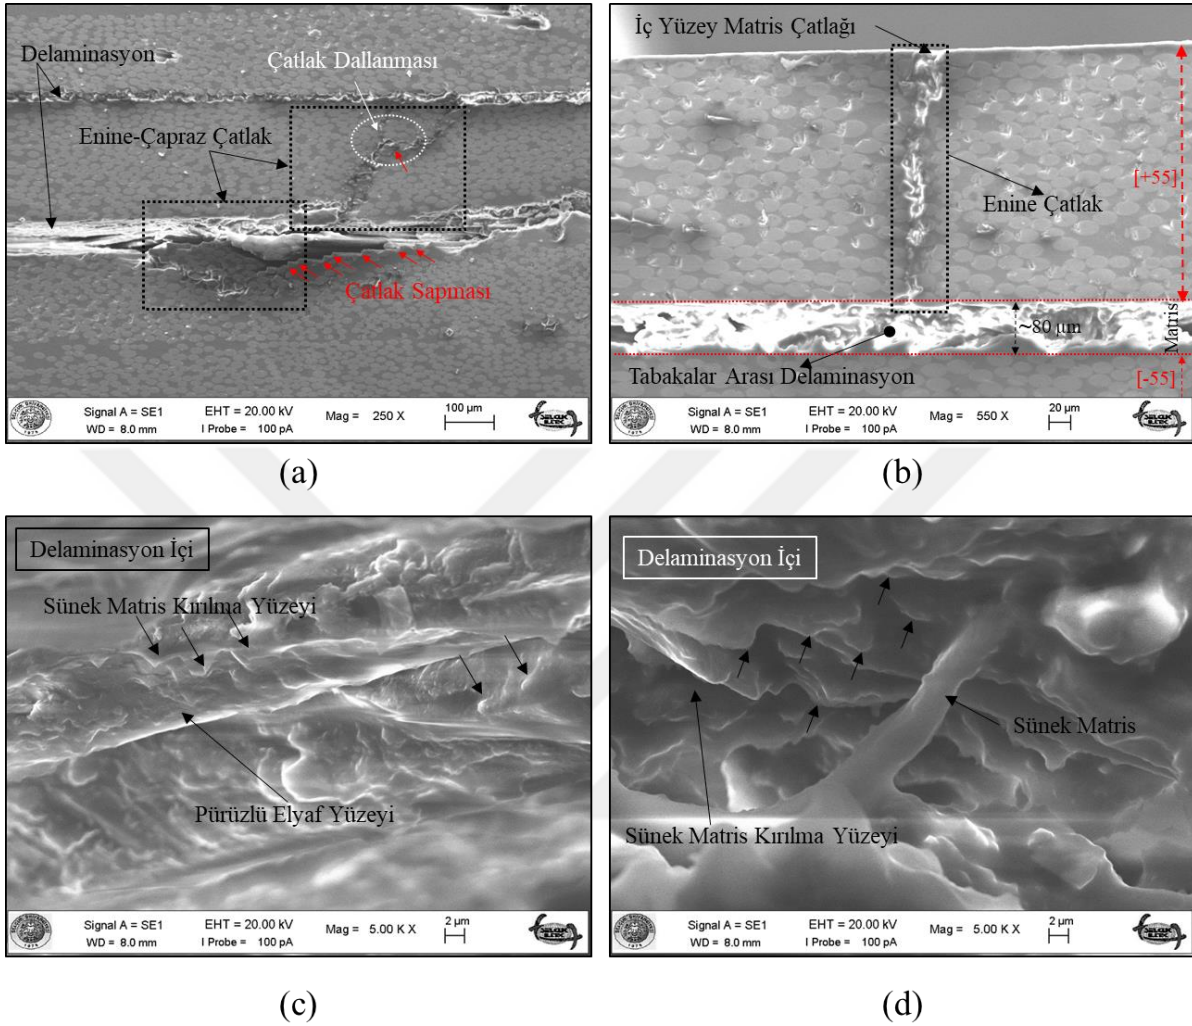 Delaminasyon
Çatlak Dallanması
Enine-Çapraz Çatlak
Çatlak Sapması
Signal A = SE1
EHT = 20.00 kV
Mag = 250 X
100 µm
WD = 8.0 mm
I Probe = 100 pA
(a)
İç Yüzey Matris Çatlağı
[+55]
Enine Çatlak
~80 µm
Matris
Tabakalar Arası Delaminasyon
[-55]
Signal A = SE1
EHT = 20.00 kV
Mag = 550 X
20 µm
WD = 8.0 mm
I Probe = 100 pA
(b)
Delaminasyon İçi
Sünek Matris Kırılma Yüzeyi
Pürüzlü Elyaf Yüzeyi
Signal A = SE1
EHT = 20.00 kV
Mag = 5.00 K X
2 µm
WD = 8.0 mm
I Probe = 100 pA
(c)
Delaminasyon İçi
Sünek Matris
Sünek Matris Kırılma Yüzeyi
Signal A = SE1
EHT = 20.00 kV
Mag = 5.00 K X
2 µm
WD = 8.0 mm
I Probe = 100 pA
(d)